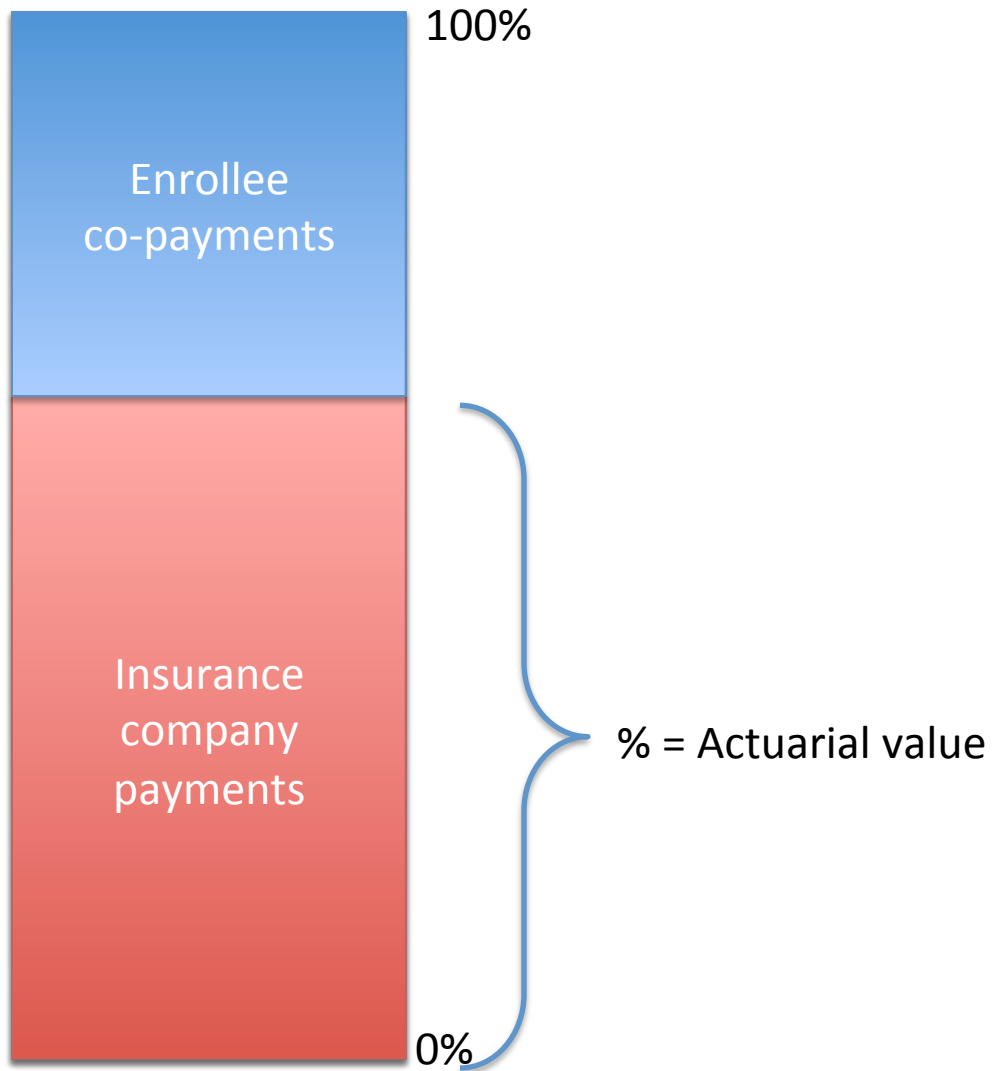 100%
Enrollee
co-payments
Insurance
company
payments
% = Actuarial value
0%